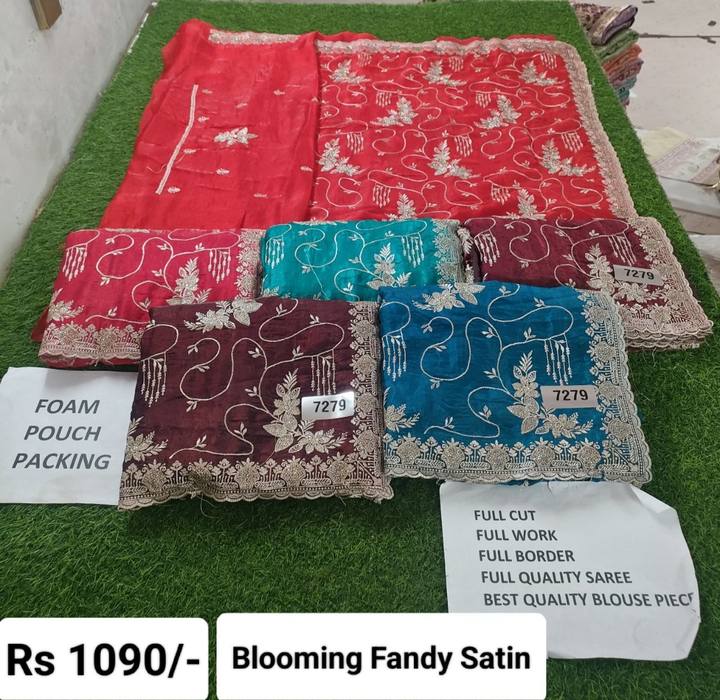 7279
7279
7279
FOAM
POUCH
PACKING
FULL CUT
FULL WORK
FULL BORDER
FULL QUALITY SAREE
BEST QUALITY BLOUSE PIECE
Rs 1090/-
Blooming Fandy Satin